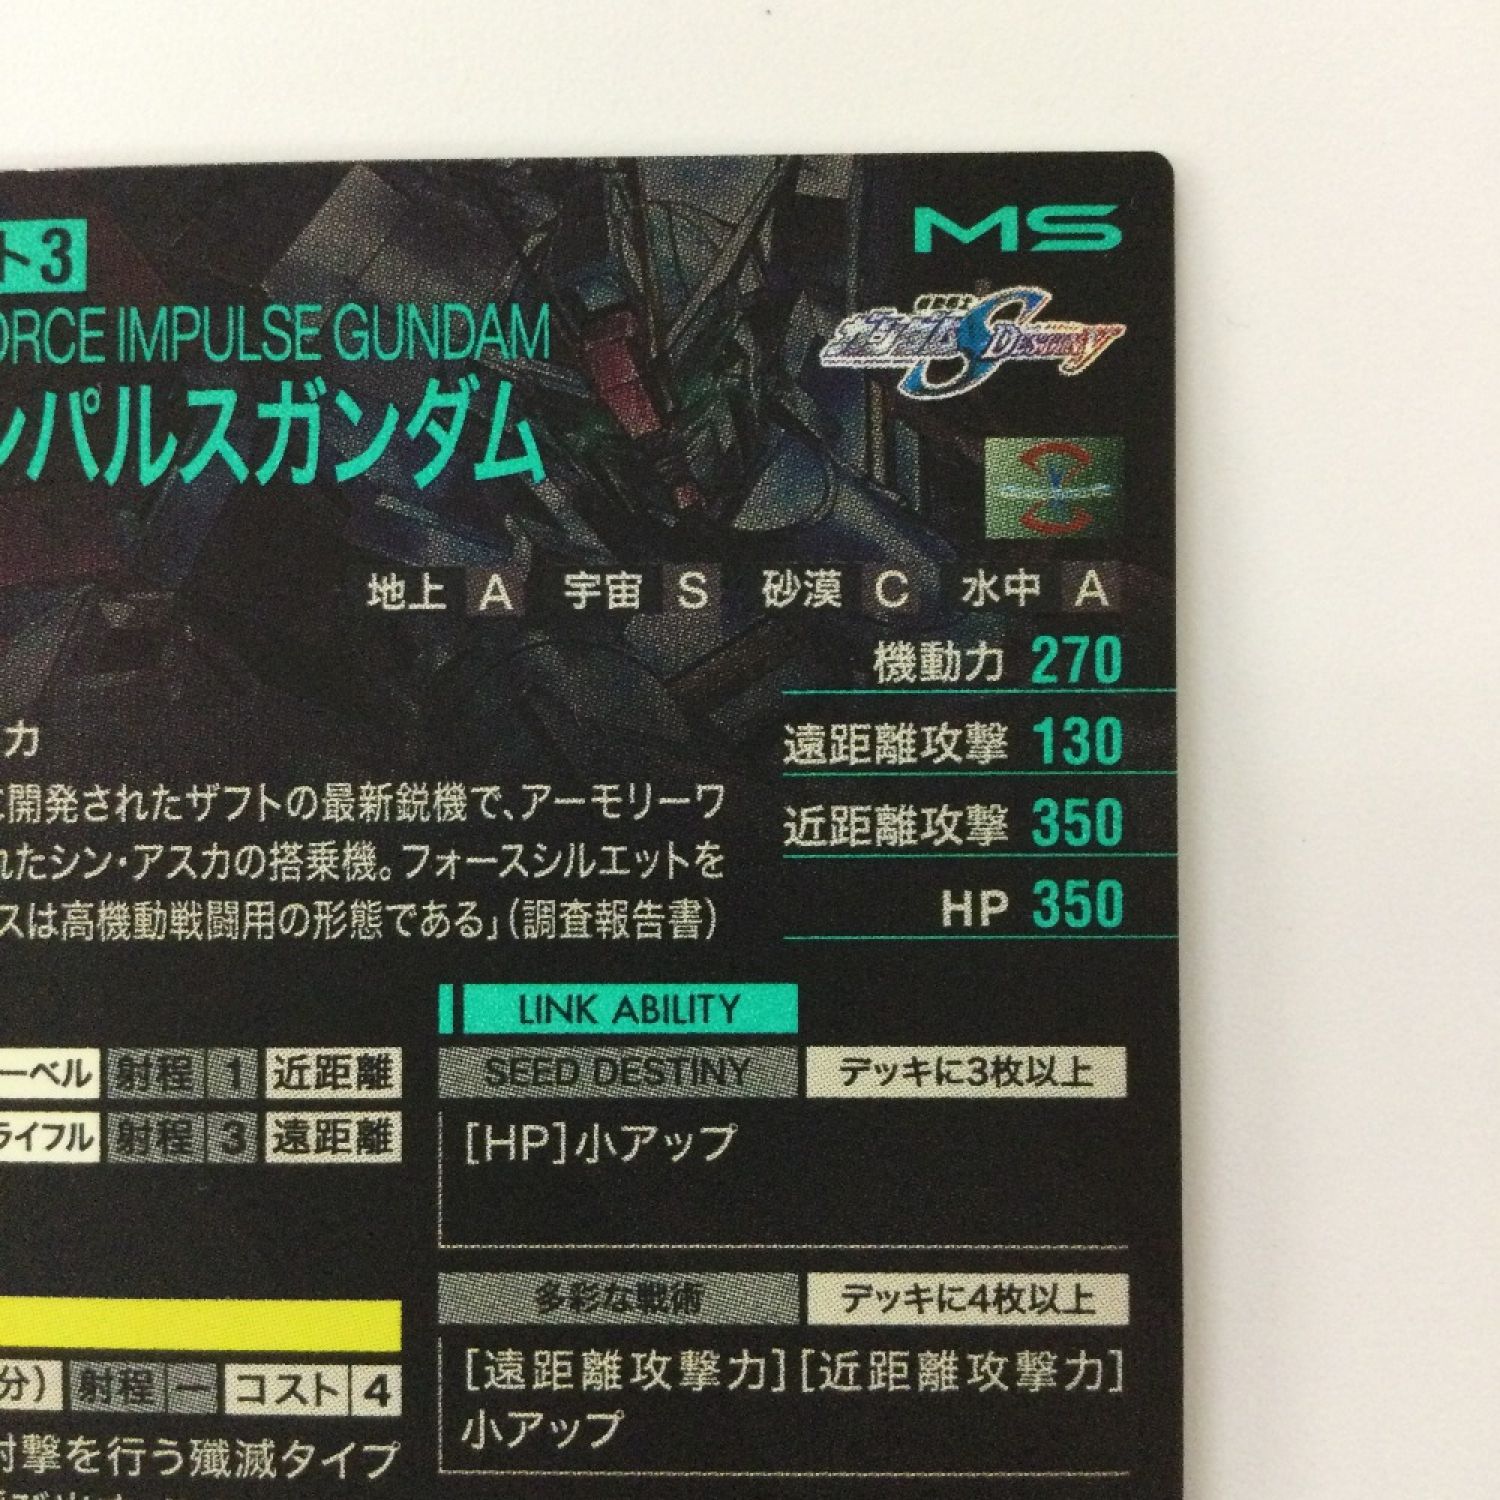 ト3
MS
ORCE IMPULSE GUNDAM
ンパルスガンダム
DESTINY
地上 A 宇宙 S 砂漠 C 水中 A
機動力 270
遠距離攻撃 130
近距離攻撃 350
HP 350
カ
に開発されたザフトの最新鋭機で、アーモリーワ
れたシン・アスカの搭乗機。フォースシルエットを
スは高機動戦闘用の形態である」(調査報告書)
LINK ABILITY
ーベル 射程 1 近距離
ライフル 射程 3 遠距離
SEED DESTINY デッキに3枚以上
[HP]小アップ
多彩な戦術 デッキに4枚以上
[遠距離攻撃力][近距離攻撃力]
小アップ
分) 射程 ー コスト 4
射撃を行う殲滅タイプ